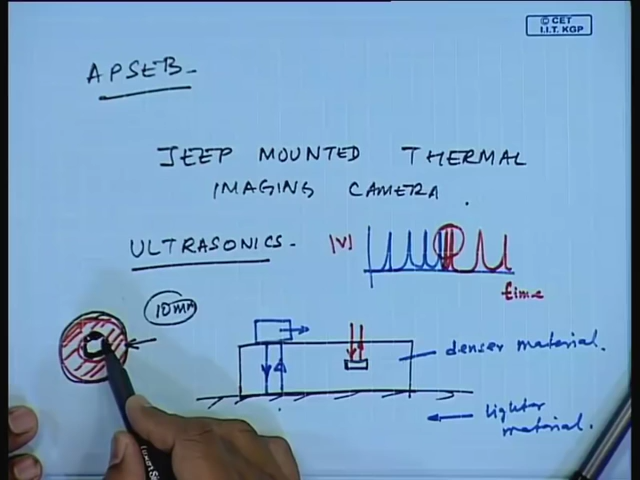 © CET
I.I.T. KGP
APSEB-
JEEP MOUNTED THERMAL
IMAGING CAMERA.
ULTRASONICS-
|V|
time
10mm
denser material.
lighter
material.